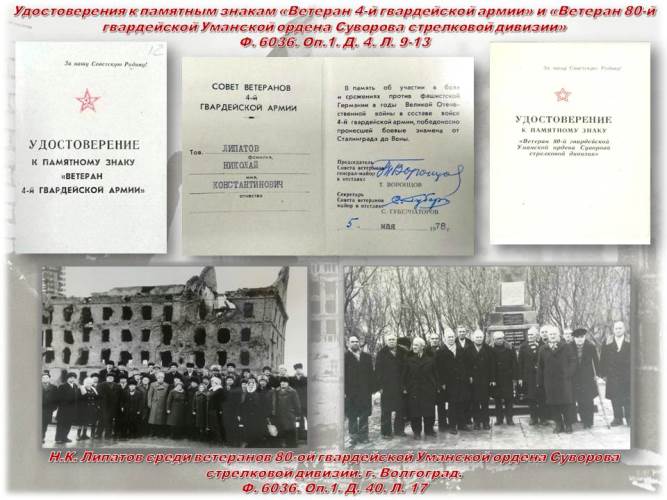 Удостоверения к памятным знакам «Ветеран 4-й гвардейской армии» и «Ветеран 80-й
гвардейской Уманской ордена Суворова стрелковой дивизии»
Ф. 6036. Оп.1. Д. 4. Л. 9-13
12
За нашу Советскую Родину!
УДОСТОВЕРЕНИЕ
К ПАМЯТНОМУ ЗНАКУ
«ВЕТЕРАН
4-Й ГВАРДЕЙСКОЙ АРМИИ»
СОВЕТ ВЕТЕРАНОВ
4-й
ГВАРДЕЙСКОЙ АРМИИ
Тов. ЛИПАТОВ
фамилия,
НИКОЛАЙ
имя,
КОНСТАНТИНОВИЧ
отчество
В память об участии в боях
и сражениях против фашистской
Германии в годы Великой Отече-
ственной войны в составе войск
4-й гвардейской армии, победоносно
пронесшей боевые знамена от
Сталинграда до Вены.
Председатель
Совета ветеранов
генерал-майор
в отставке
Т. ВОРОНЦОВ
Секретарь
Совета ветеранов
майор в отставке
С. ГУБЕРНАТОРОВ
5 мая 1978 г.
За нашу Советскую Родину!
УДОСТОВЕРЕНИЕ
К ПАМЯТНОМУ ЗНАКУ
«Ветеран 80-й гвардейской
Уманской ордена Суворова
стрелковой дивизии»
Н.К. Липатов среди ветеранов 80-ой гвардейской Уманской ордена Суворова
стрелковой дивизии. г. Волгоград.
Ф. 6036. Оп.1. Д. 40. Л. 17